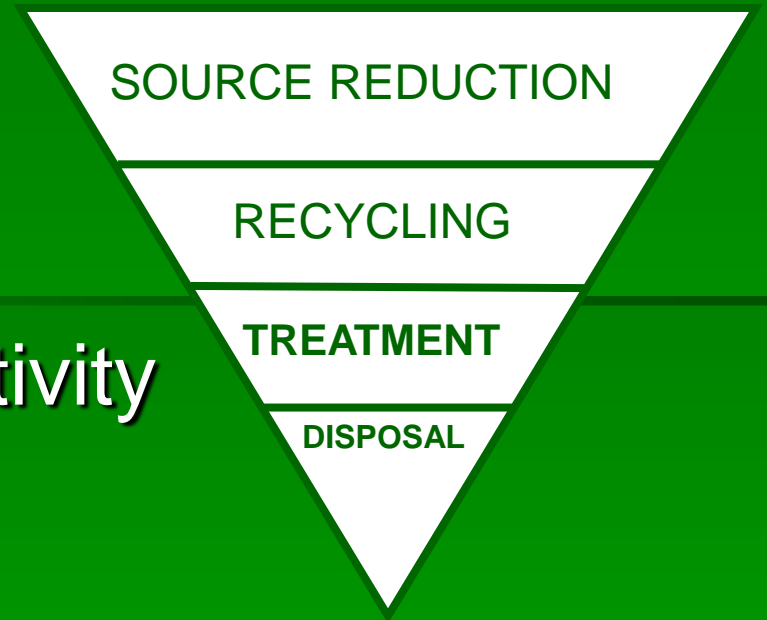 SOURCE REDUCTION
RECYCLING
TREATMENT
tivity
DISPOSAL